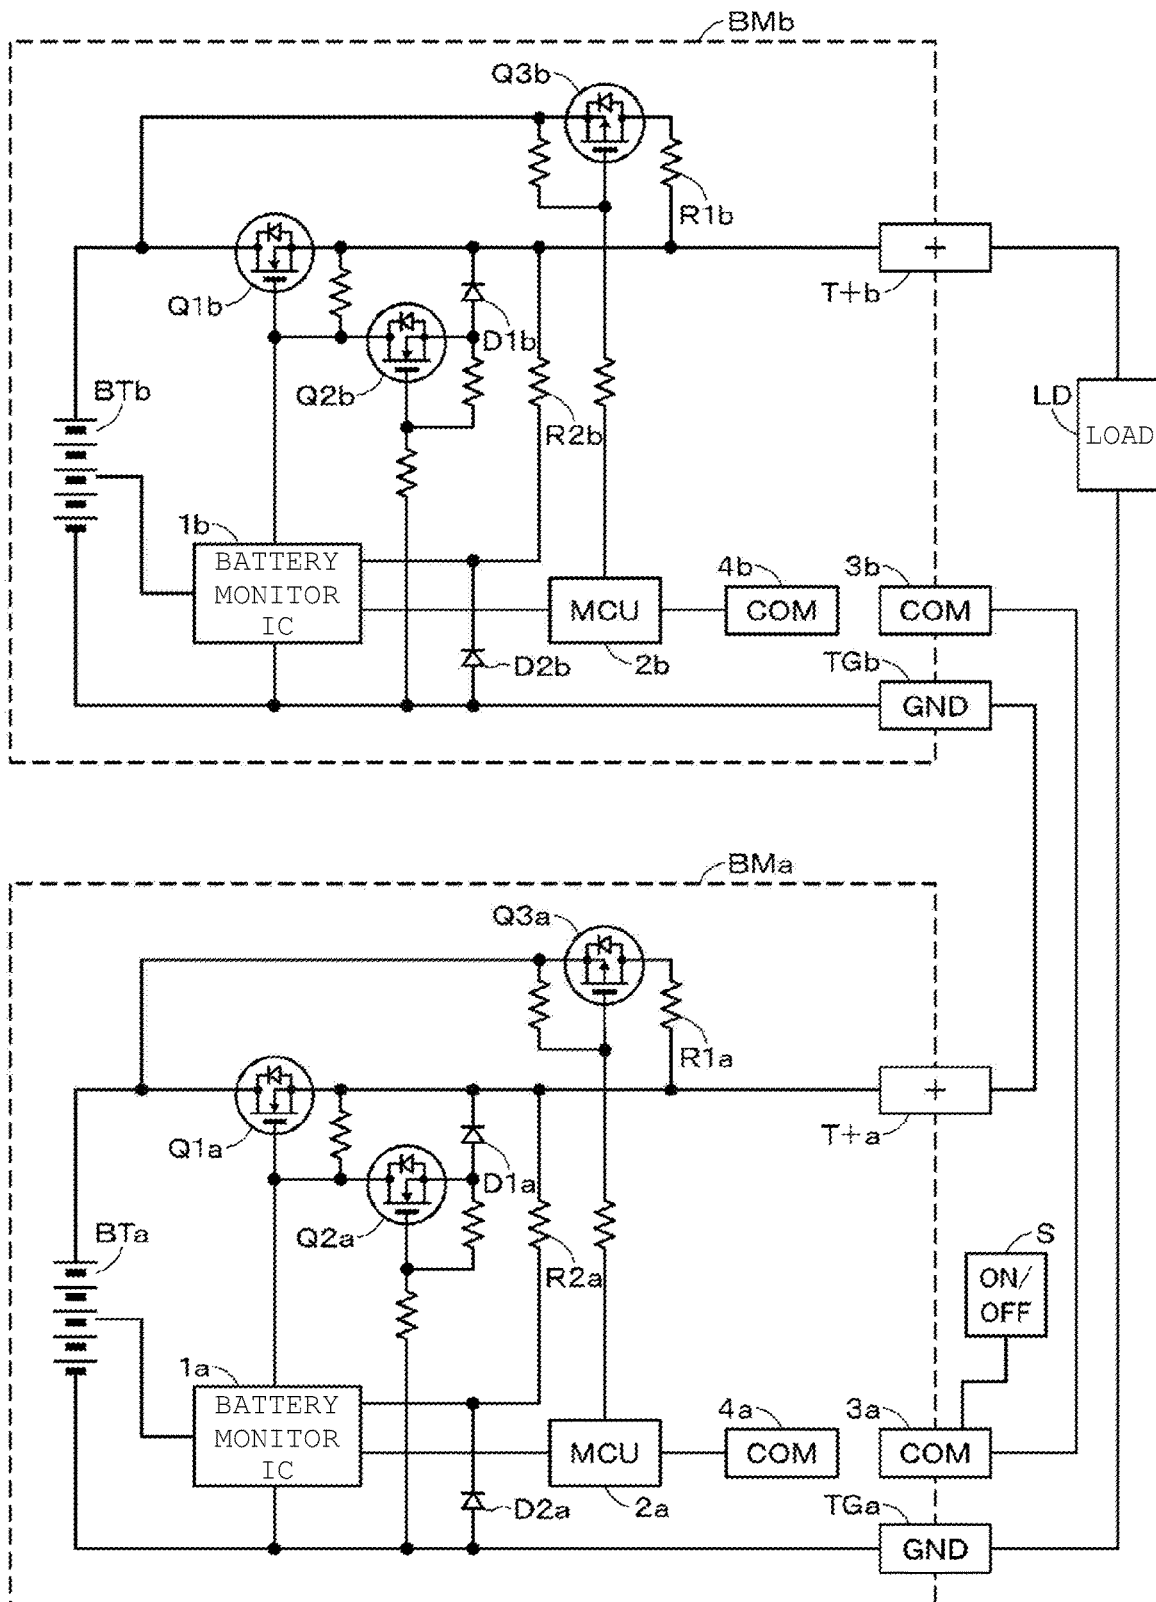 BMb
Q3b
R1b
+
T+b
Q1b
D1b
Q2b
BTb
R2b
LD
LOAD
1b
BATTERY
MONITOR
IC
MCU
2b
4b
COM
3b
COM
D2b
TGb
GND
BMa
Q3a
R1a
+
T+a
Q1a
D1a
Q2a
BTa
R2a
S
ON/
OFF
1a
BATTERY
MONITOR
IC
MCU
2a
4a
COM
3a
COM
D2a
TGa
GND